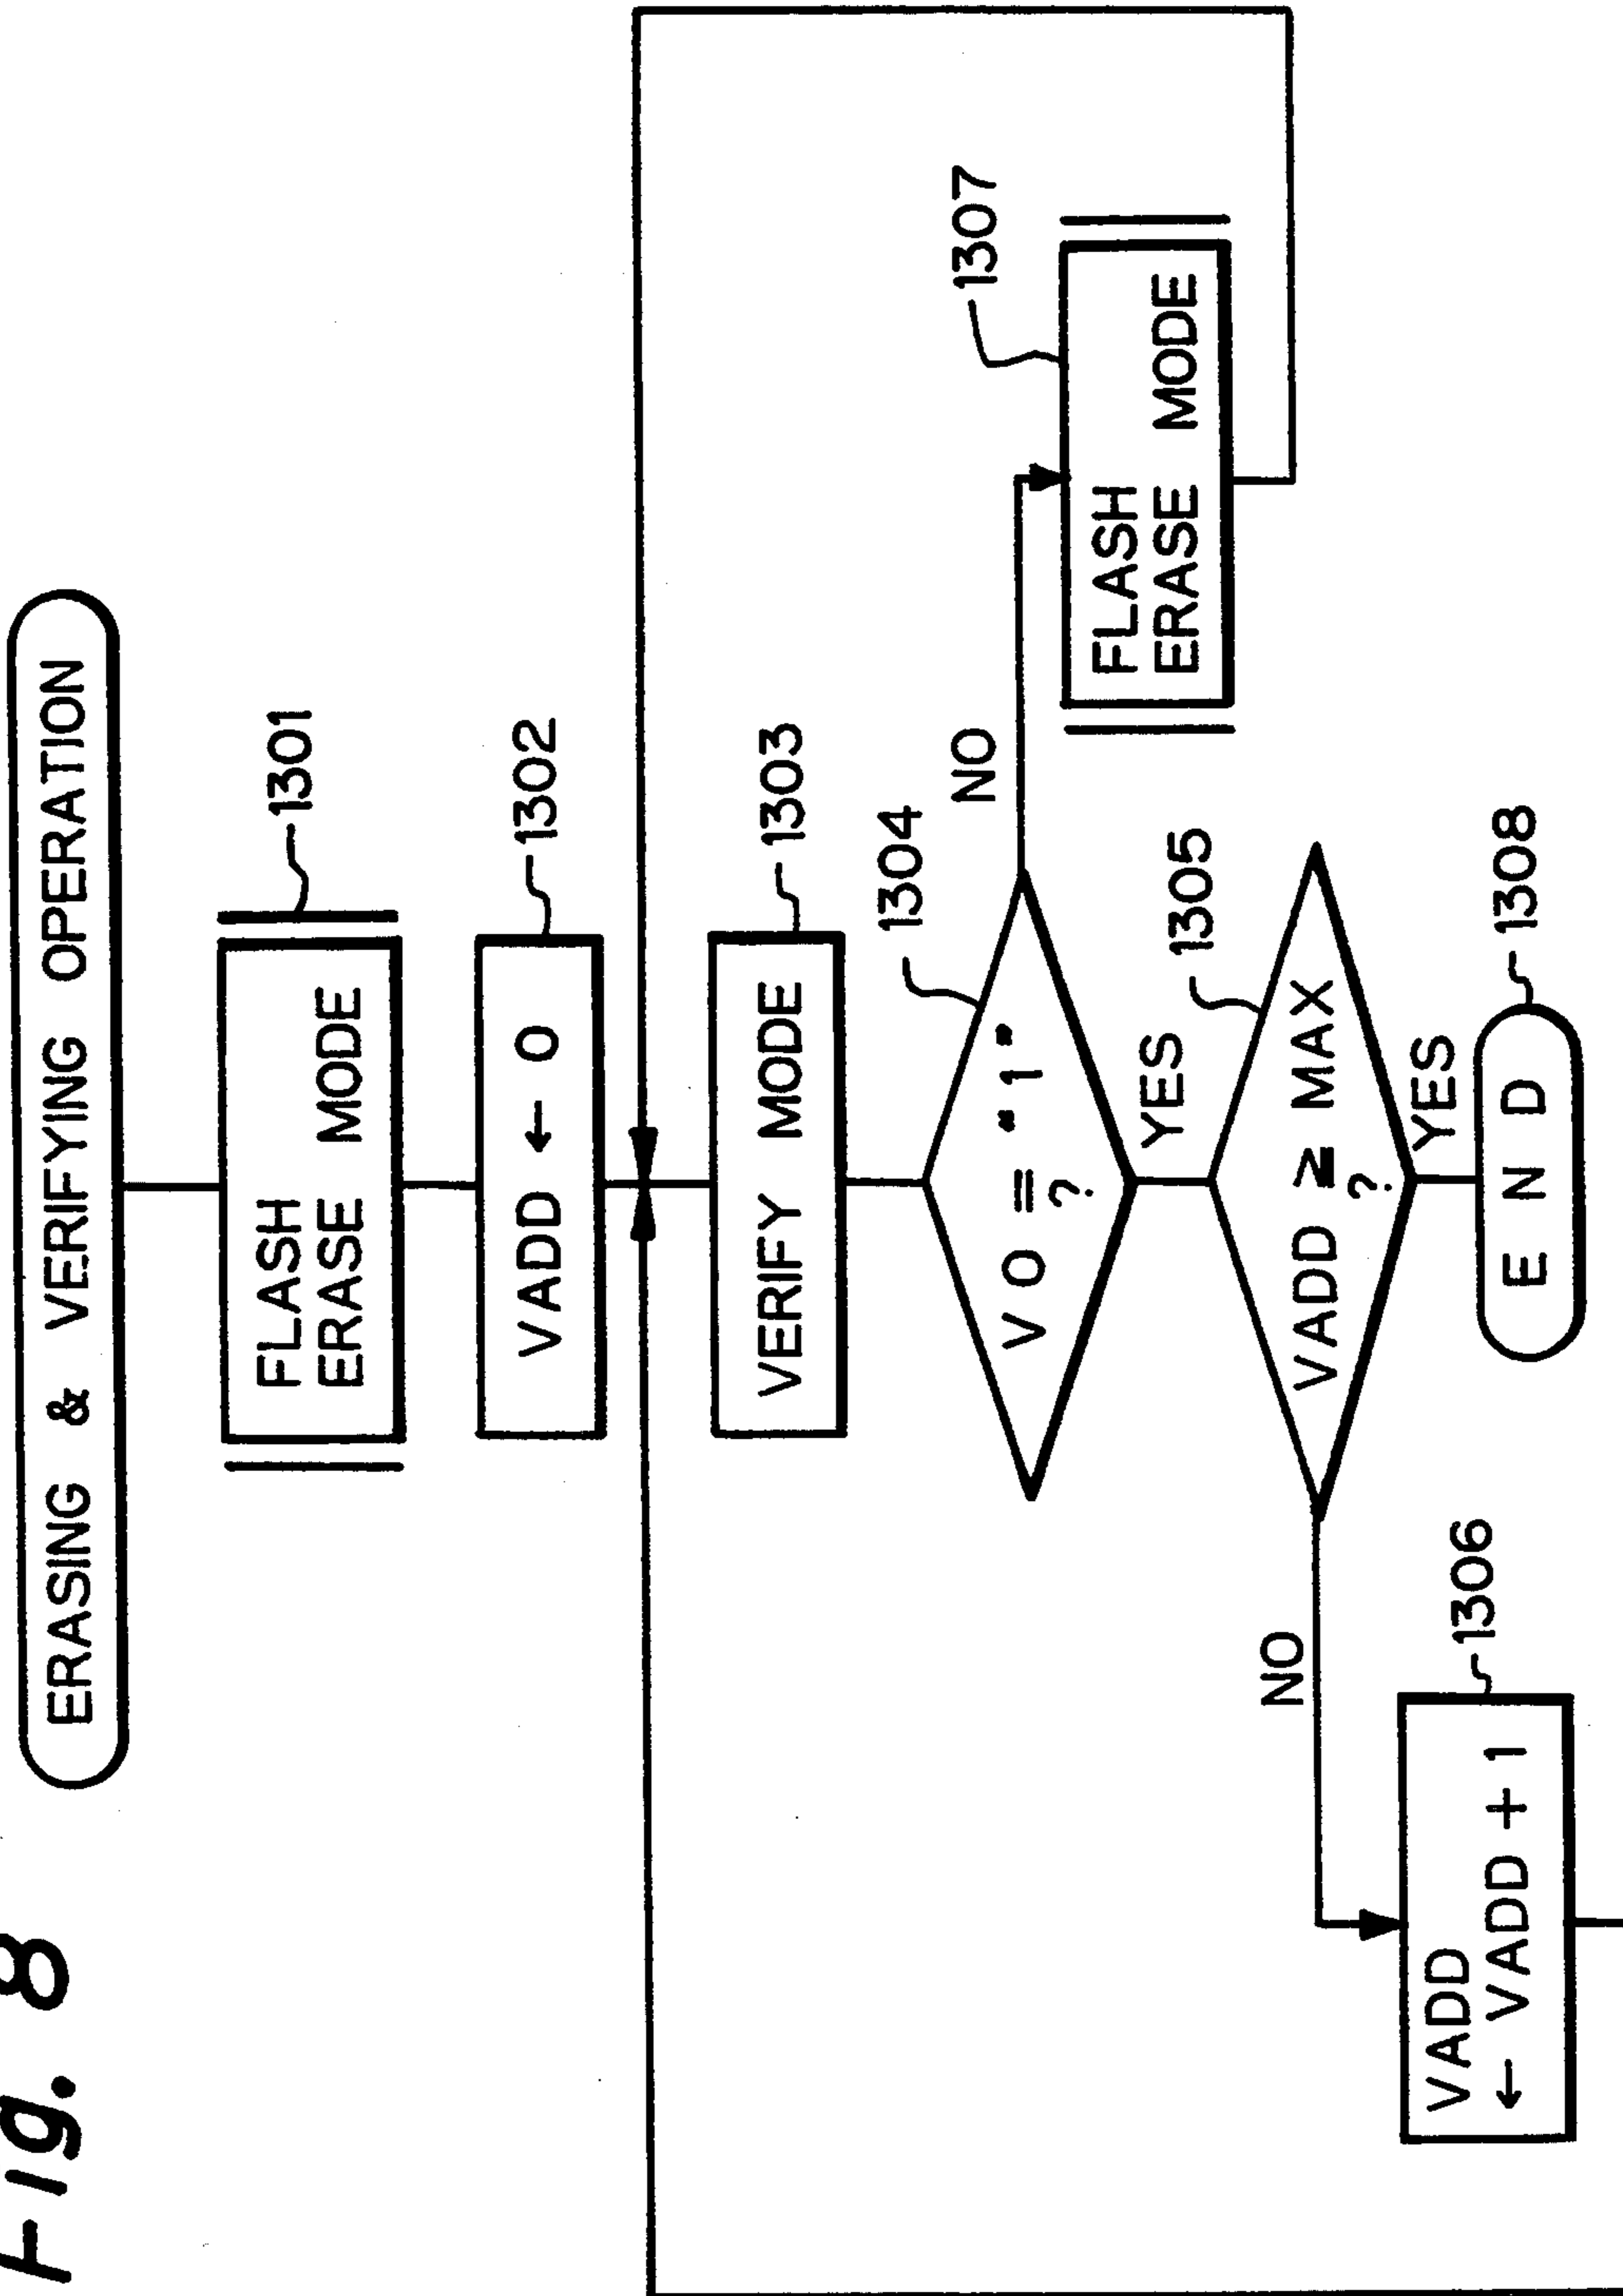 Fig. 8
ERASING & VERIFYING OPERATION
FLASH
ERASE MODE
1301
VADD ← 0
1302
VERIFY MODE
1303
V0 = "1"
?
1304
NO
YES
FLASH
ERASE MODE
1307
VADD ≧ MAX
?
1305
NO
YES
VADD
← VADD + 1
1306
END
1308